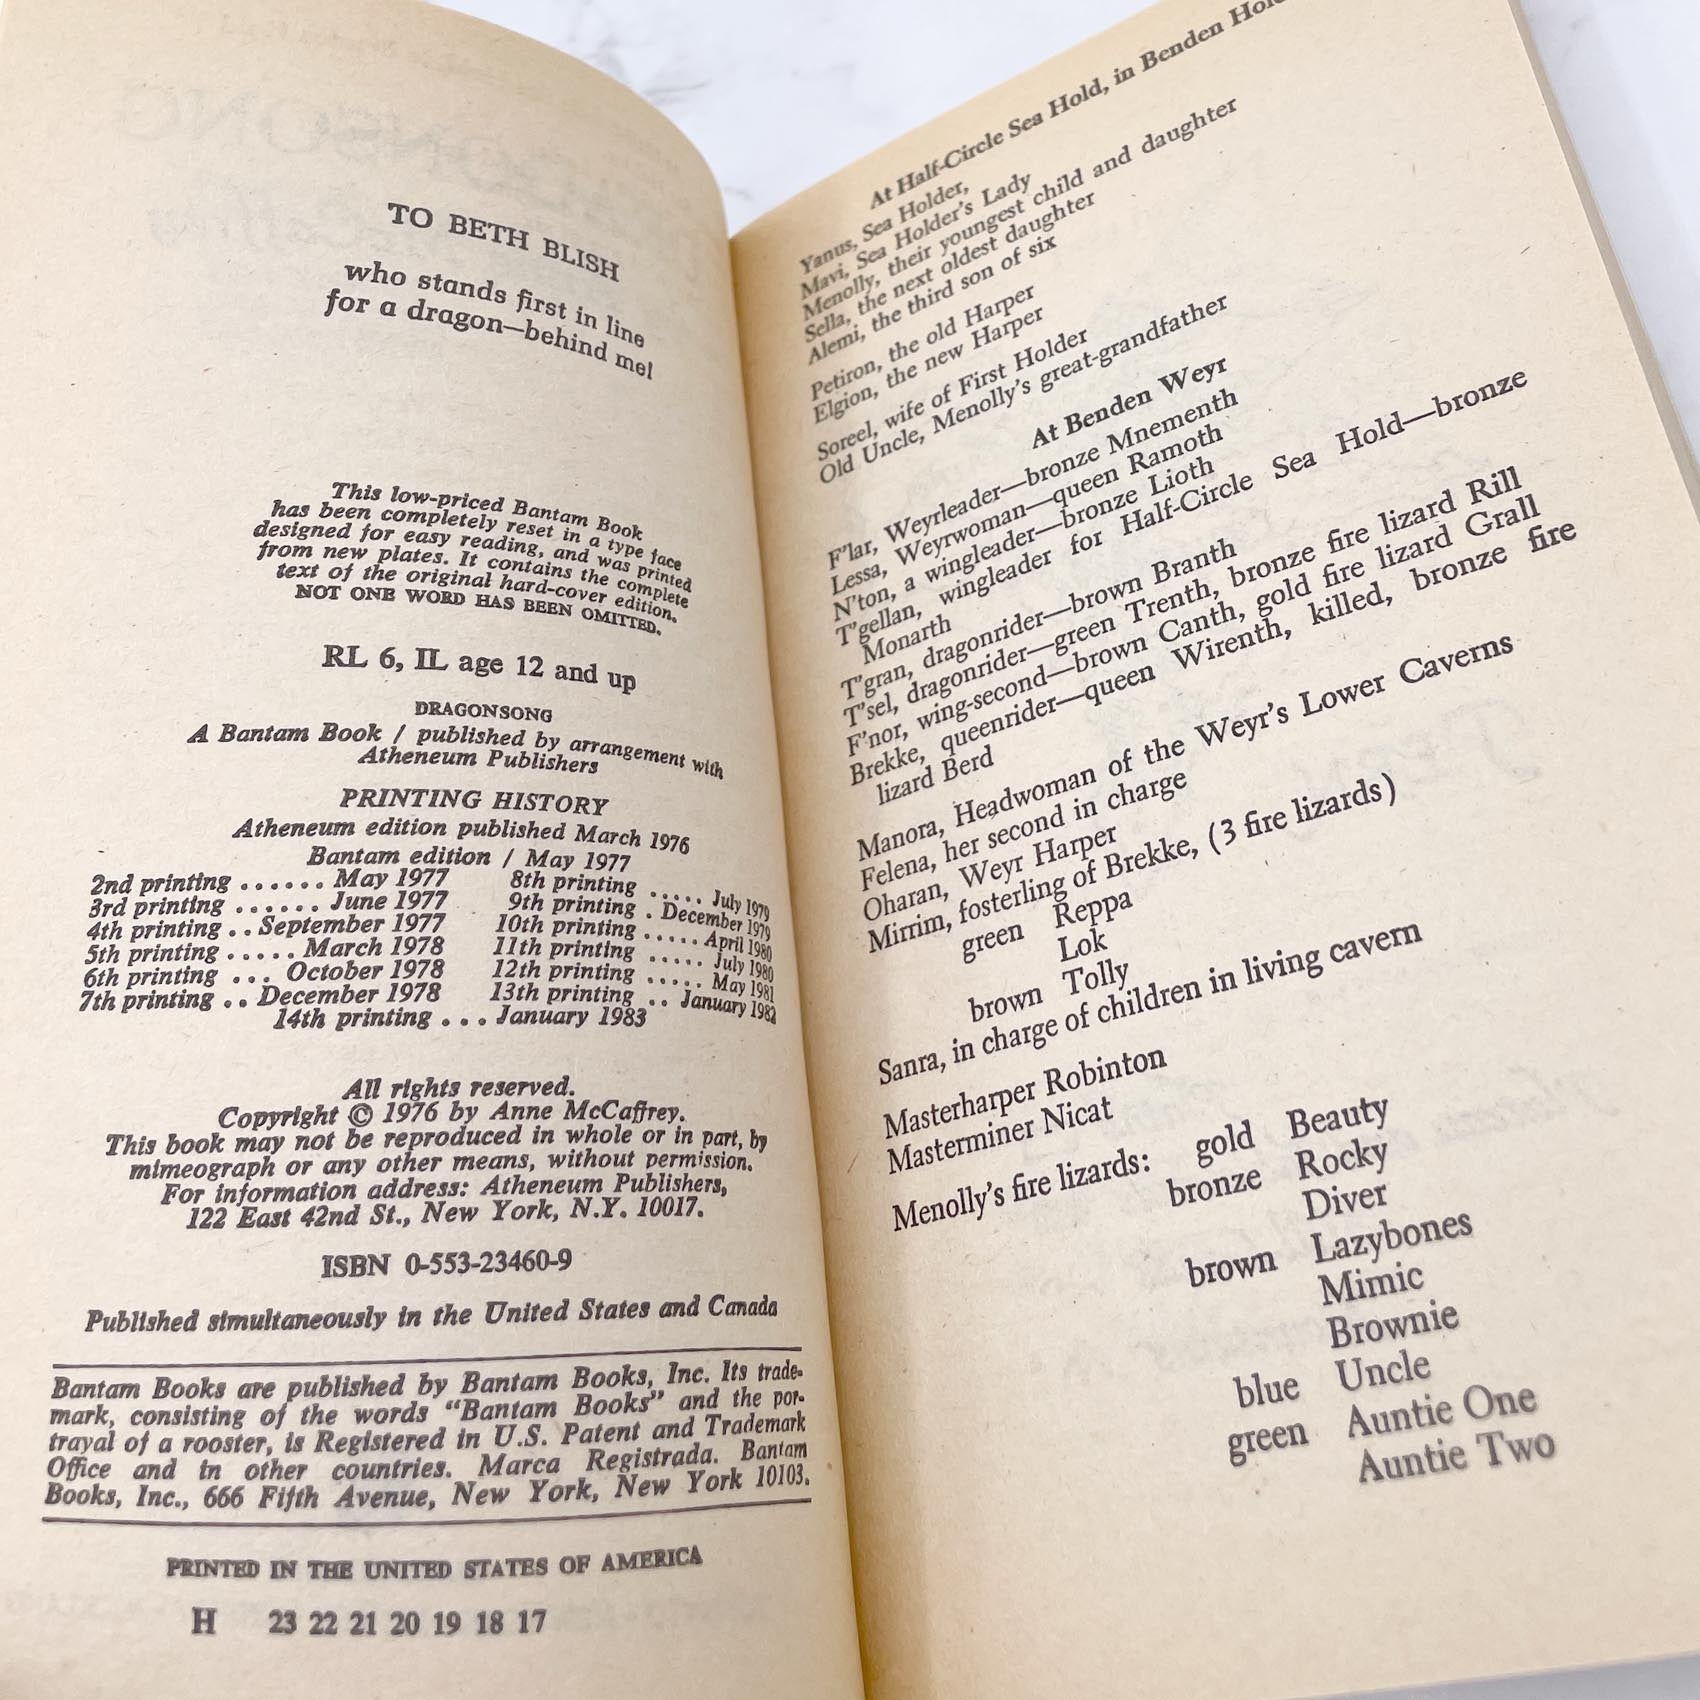 TO BETH BLISH
who stands first in line
for a dragon—behind me!
This low-priced Bantam Book
has been completely reset in a type face
designed for easy reading, and was printed
from new plates. It contains the complete
text of the original hard-cover edition.
NOT ONE WORD HAS BEEN OMITTED.
RL 6, IL age 12 and up
DRAGONSONG
A Bantam Book / published by arrangement with
Atheneum Publishers
PRINTING HISTORY
Atheneum edition published March 1976
Bantam edition / May 1977
2nd printing ...... May 1977
3rd printing ...... June 1977
4th printing .. September 1977
5th printing ..... March 1978
6th printing ... October 1978
7th printing .. December 1978
8th printing ..... July 1979
9th printing . December 1979
10th printing ..... April 1980
11th printing ..... July 1980
12th printing ..... May 1981
13th printing .. January 1982
14th printing ... January 1983
All rights reserved.
Copyright © 1976 by Anne McCaffrey.
This book may not be reproduced in whole or in part, by
mimeograph or any other means, without permission.
For information address: Atheneum Publishers,
122 East 42nd St., New York, N.Y. 10017.
ISBN 0-553-23460-9
Published simultaneously in the United States and Canada
Bantam Books are published by Bantam Books, Inc. Its trade-
mark, consisting of the words "Bantam Books" and the por-
trayal of a rooster, is Registered in U.S. Patent and Trademark
Office and in other countries. Marca Registrada. Bantam
Books, Inc., 666 Fifth Avenue, New York, New York 10103.
PRINTED IN THE UNITED STATES OF AMERICA
H 23 22 21 20 19 18 17
At Half-Circle Sea Hold, in Benden Hold
Yanus, Sea Holder,
Mavi, Sea Holder's Lady
Menolly, their youngest child and daughter
Sella, the next oldest daughter
Alemi, the third son of six
Petiron, the old Harper
Elgion, the new Harper
Soreel, wife of First Holder
Old Uncle, Menolly's great-grandfather
At Benden Weyr
F'lar, Weyrleader—bronze Mnementh
Lessa, Weyrwoman—queen Ramoth
N'ton, a wingleader—bronze Lioth
T'gellan, wingleader for Half-Circle Sea Hold—bronze
Monarth
T'gran, dragonrider—brown Branth
T'sel, dragonrider—green Trenth, bronze fire lizard Rill
F'nor, wing-second—brown Canth, gold fire lizard Grall
Brekke, queenrider—queen Wirenth, killed, bronze fire
lizard Berd
Manora, Headwoman of the Weyr's Lower Caverns
Felena, her second in charge
Oharan, Weyr Harper
Mirrim, fosterling of Brekke, (3 fire lizards)
green Reppa
Lok
brown Tolly
Sanra, in charge of children in living cavern
Masterharper Robinton
Masterminer Nicat
Menolly's fire lizards: gold Beauty
bronze Rocky
Diver
brown Lazybones
Mimic
Brownie
blue Uncle
green Auntie One
Auntie Two